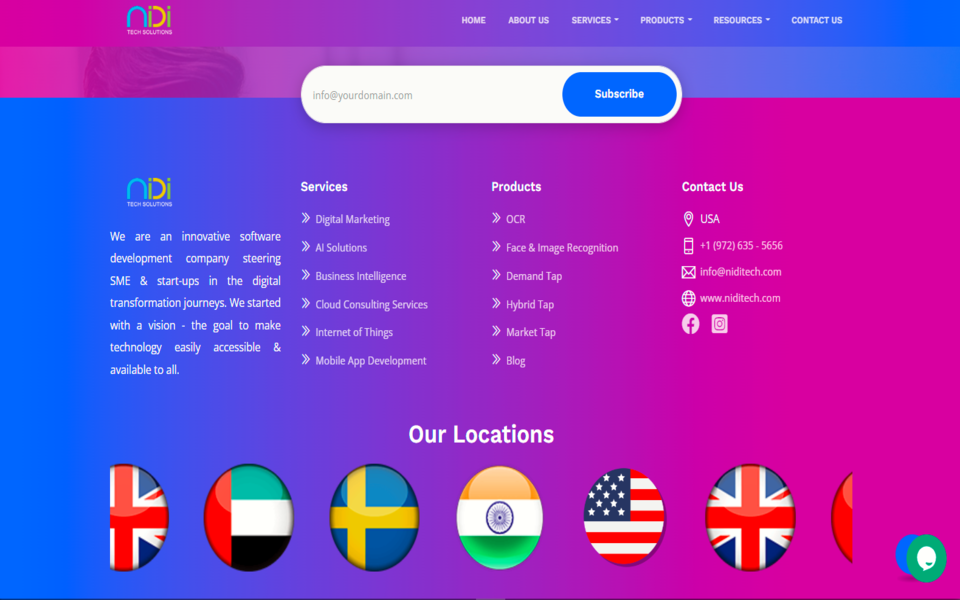 NiDi
TECH SOLUTIONS
HOME ABOUT US SERVICES PRODUCTS RESOURCES CONTACT US
info@yourdomain.com
Subscribe
NiDi
TECH SOLUTIONS
We are an innovative software
development company steering
SME & start-ups in the digital
transformation journeys. We started
with a vision - the goal to make
technology easily accessible &
available to all.
Services
Digital Marketing
AI Solutions
Business Intelligence
Cloud Consulting Services
Internet of Things
Mobile App Development
Products
OCR
Face & Image Recognition
Demand Tap
Hybrid Tap
Market Tap
Blog
Contact Us
USA
+1 (972) 635 - 5656
info@niditech.com
www.niditech.com
Our Locations